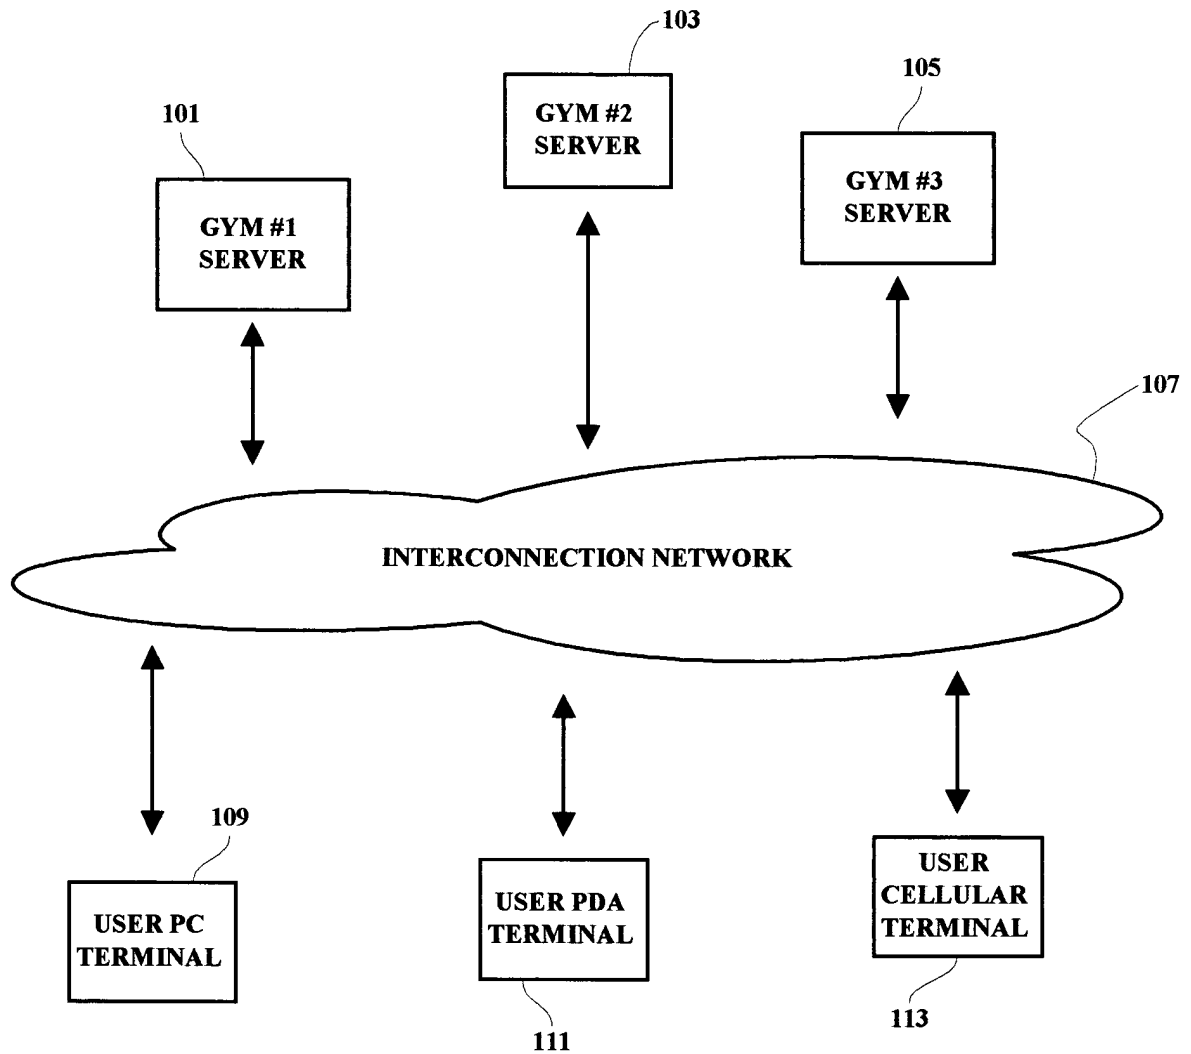 103
GYM #2
SERVER
105
GYM #3
SERVER
101
GYM #1
SERVER
107
INTERCONNECTION NETWORK
109
USER PC
TERMINAL
USER PDA
TERMINAL
111
USER
CELLULAR
TERMINAL
113